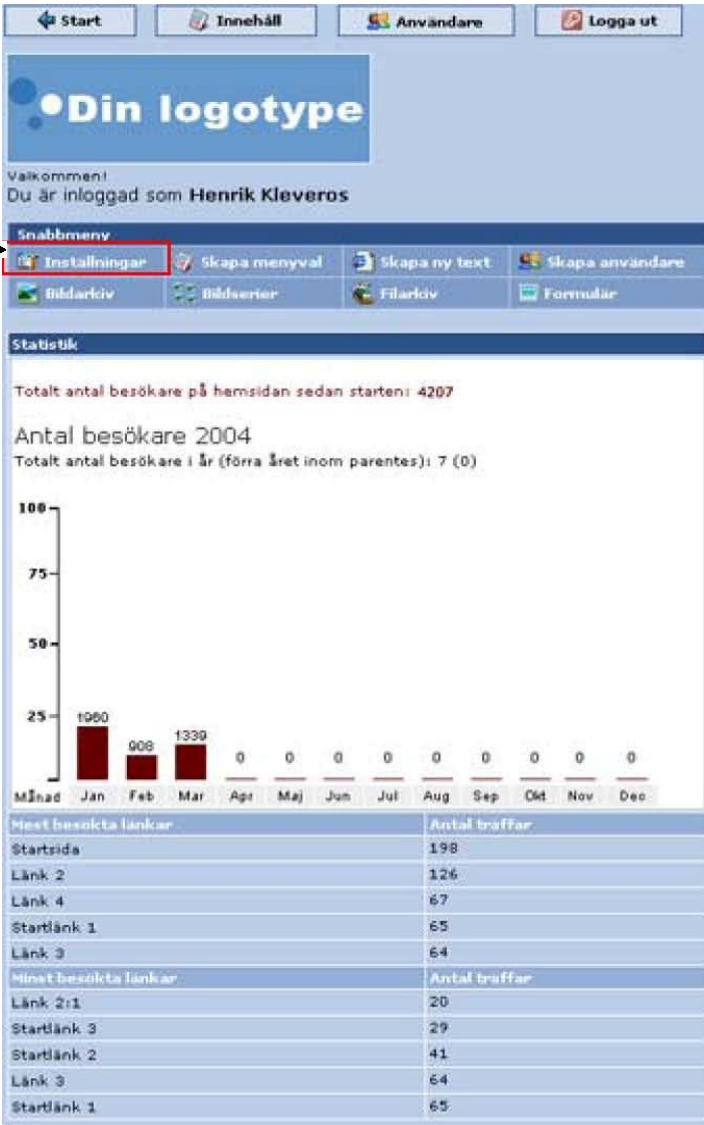 Start Innehåll Användare Logga ut
Din logotype
Valkommen!
Du är inloggad som Henrik Kleveros
Snabbmeny
Inställningar Skapa menyval Skapa ny text Skapa användare
Bildarkiv Bildserier Filarkiv Formulär
Statistik
Totalt antal besökare på hemsidan sedan starten: 4207
Antal besökare 2004
Totalt antal besökare i år (förra året inom parentes): 7 (0)
100
75
50
25
1960 908 1339 0 0 0 0 0 0 0 0 0
Månad Jan Feb Mar Apr Maj Jun Jul Aug Sep Okt Nov Dec
Mest besökta länkar Antal träffar
Startsida 198
Länk 2 126
Länk 4 67
Startlänk 1 65
Länk 3 64
Minst besökta länkar Antal träffar
Länk 2:1 20
Startlänk 3 29
Startlänk 2 41
Länk 3 64
Startlänk 1 65